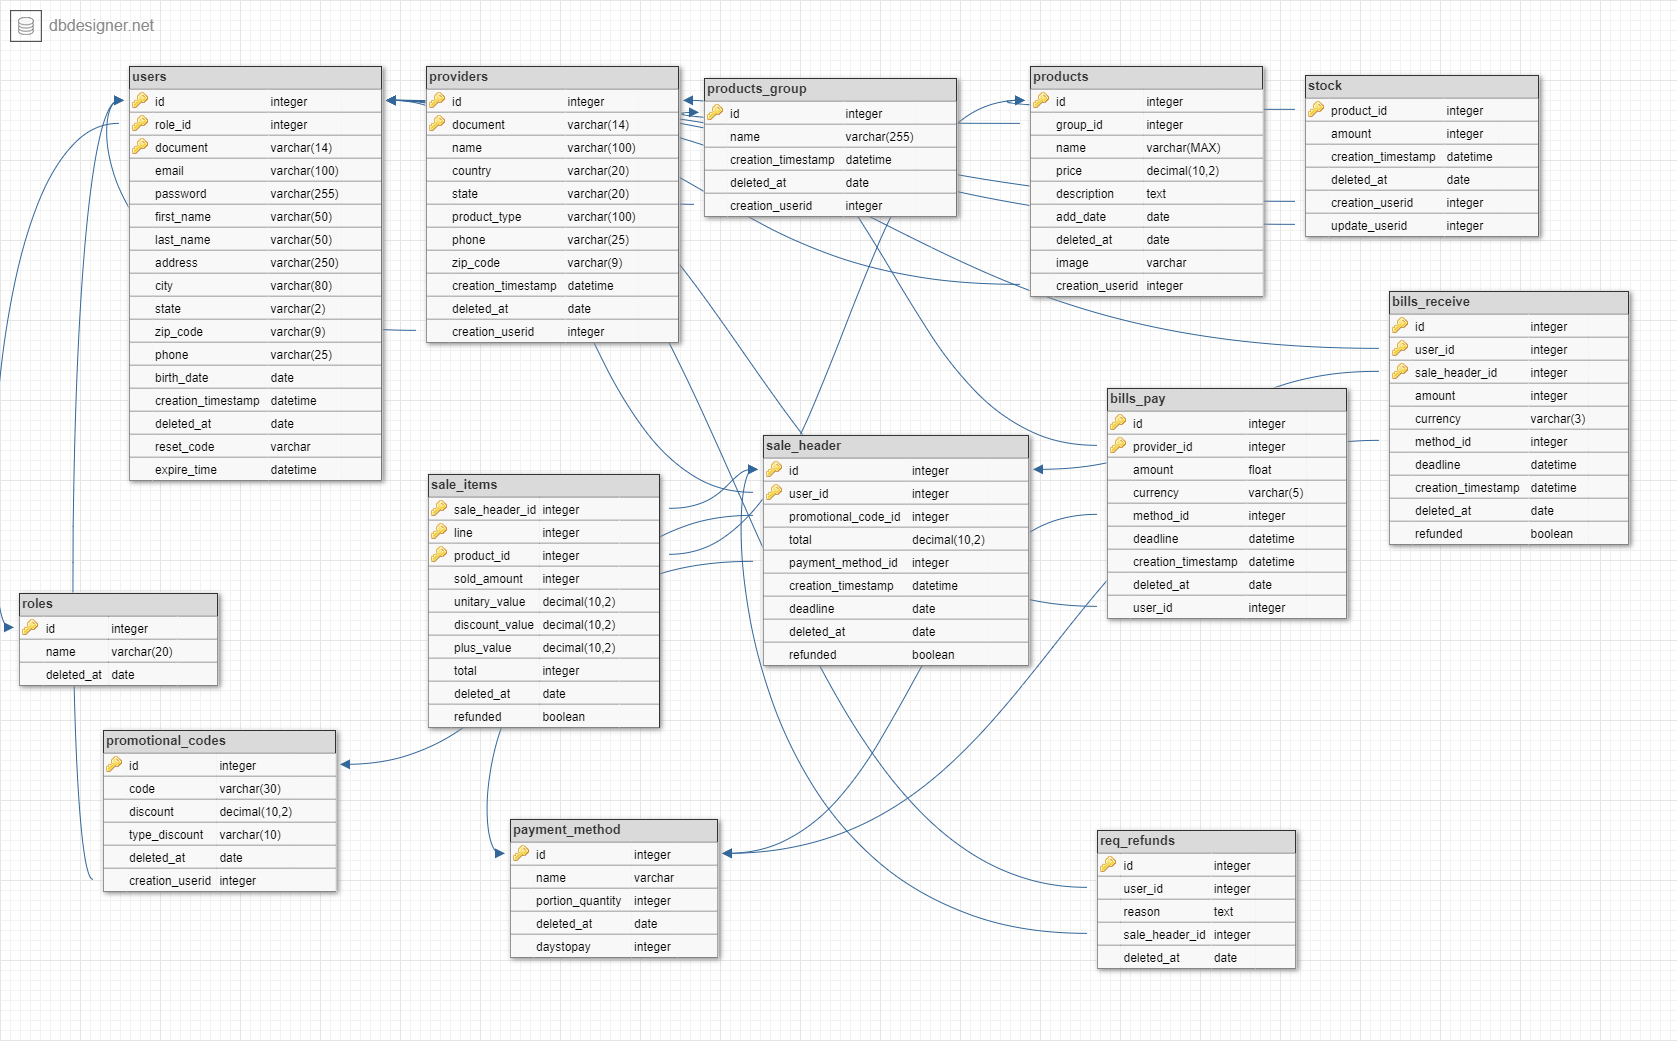 dbdesigner.net
users
id integer
role_id integer
document varchar(14)
email varchar(100)
password varchar(255)
first_name varchar(50)
last_name varchar(50)
address varchar(250)
city varchar(80)
state varchar(2)
zip_code varchar(9)
phone varchar(25)
birth_date date
creation_timestamp datetime
deleted_at date
reset_code varchar
expire_time datetime
providers
id integer
document varchar(14)
name varchar(100)
country varchar(20)
state varchar(20)
product_type varchar(100)
phone varchar(25)
zip_code varchar(9)
creation_timestamp datetime
deleted_at date
creation_userid integer
products_group
id integer
name varchar(255)
creation_timestamp datetime
deleted_at date
creation_userid integer
products
id integer
group_id integer
name varchar(MAX)
price decimal(10,2)
description text
add_date date
deleted_at date
image varchar
creation_userid integer
stock
product_id integer
amount integer
creation_timestamp datetime
deleted_at date
creation_userid integer
update_userid integer
bills_receive
id integer
user_id integer
sale_header_id integer
amount integer
currency varchar(3)
method_id integer
deadline datetime
creation_timestamp datetime
deleted_at date
refunded boolean
bills_pay
id integer
provider_id integer
amount float
currency varchar(5)
method_id integer
deadline datetime
creation_timestamp datetime
deleted_at date
user_id integer
sale_header
id integer
user_id integer
promotional_code_id integer
total decimal(10,2)
payment_method_id integer
creation_timestamp datetime
deadline date
deleted_at date
refunded boolean
sale_items
sale_header_id integer
line integer
product_id integer
sold_amount integer
unitary_value decimal(10,2)
discount_value decimal(10,2)
plus_value decimal(10,2)
total integer
deleted_at date
refunded boolean
roles
id integer
name varchar(20)
deleted_at date
promotional_codes
id integer
code varchar(30)
discount decimal(10,2)
type_discount varchar(10)
deleted_at date
creation_userid integer
payment_method
id integer
name varchar
portion_quantity integer
deleted_at date
daystopay integer
req_refunds
id integer
user_id integer
reason text
sale_header_id integer
deleted_at date